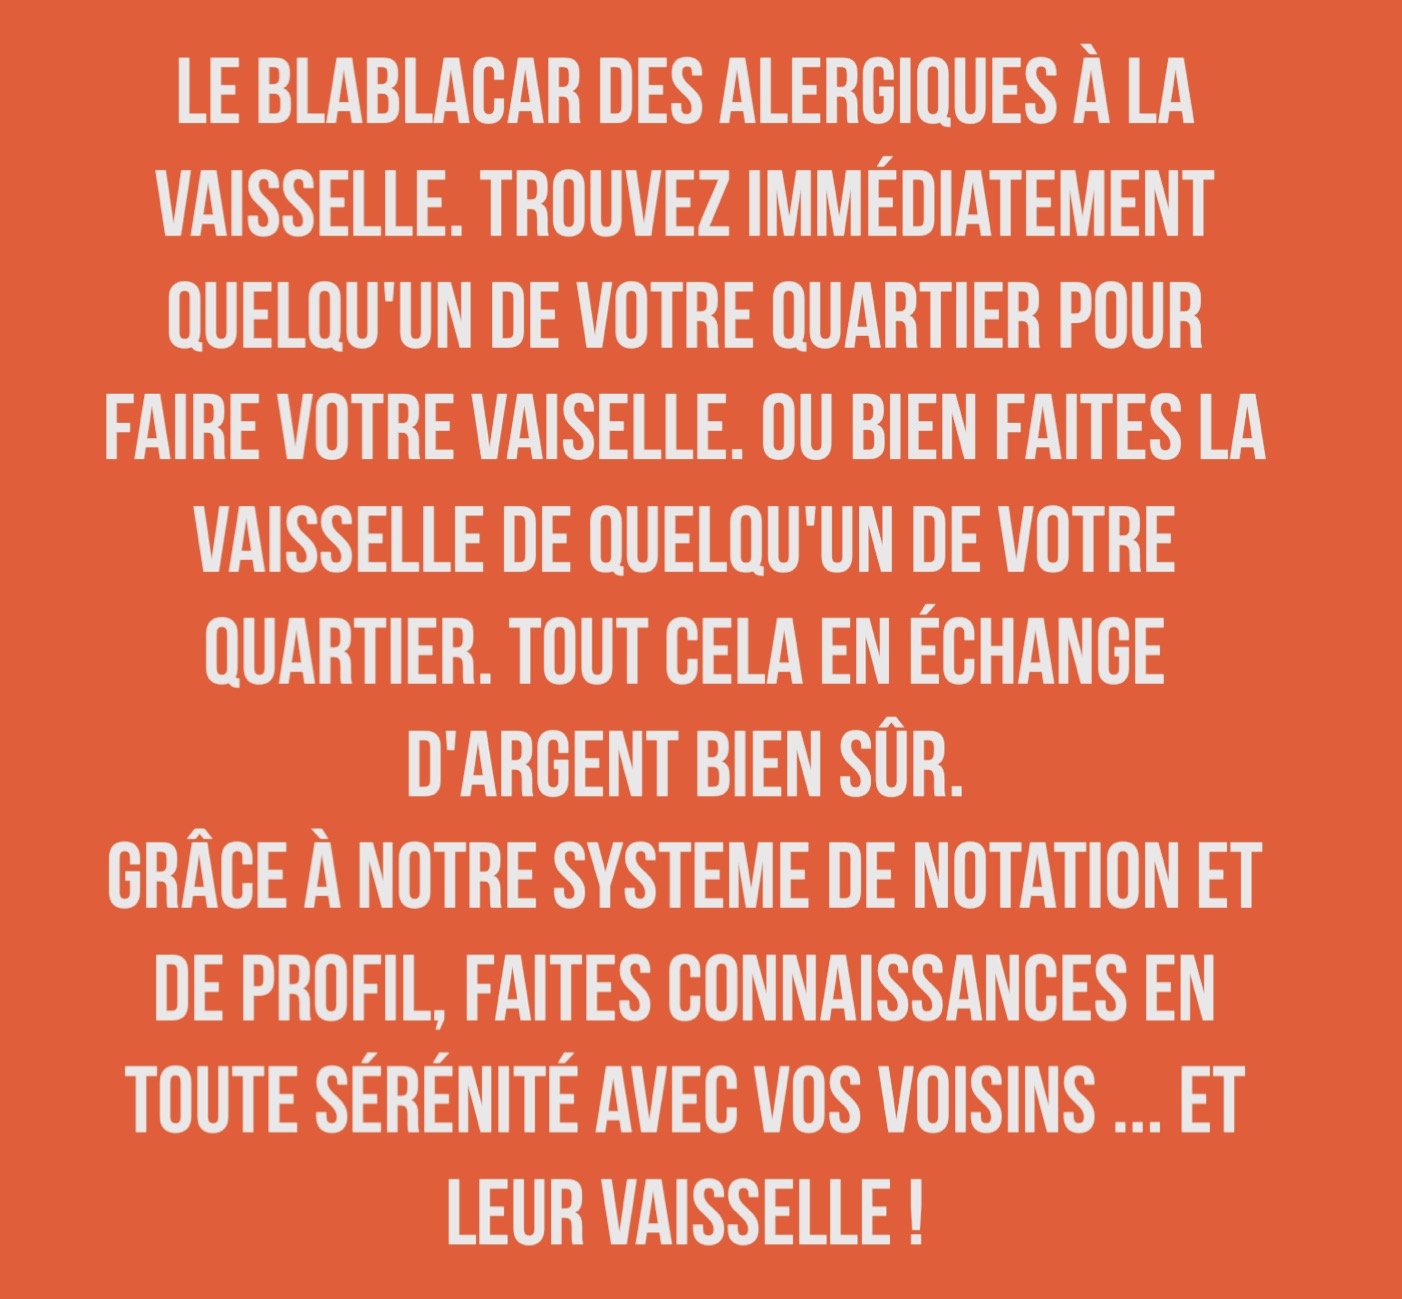 LE BLABLACAR DES ALERGIQUES À LA
VAISSELLE. TROUVEZ IMMÉDIATEMENT
QUELQU'UN DE VOTRE QUARTIER POUR
FAIRE VOTRE VAISELLE. OU BIEN FAITES LA
VAISSELLE DE QUELQU'UN DE VOTRE
QUARTIER. TOUT CELA EN ÉCHANGE
D'ARGENT BIEN SÛR.
GRÂCE À NOTRE SYSTEME DE NOTATION ET
DE PROFIL, FAITES CONNAISSANCES EN
TOUTE SÉRÉNITÉ AVEC VOS VOISINS ... ET
LEUR VAISSELLE !